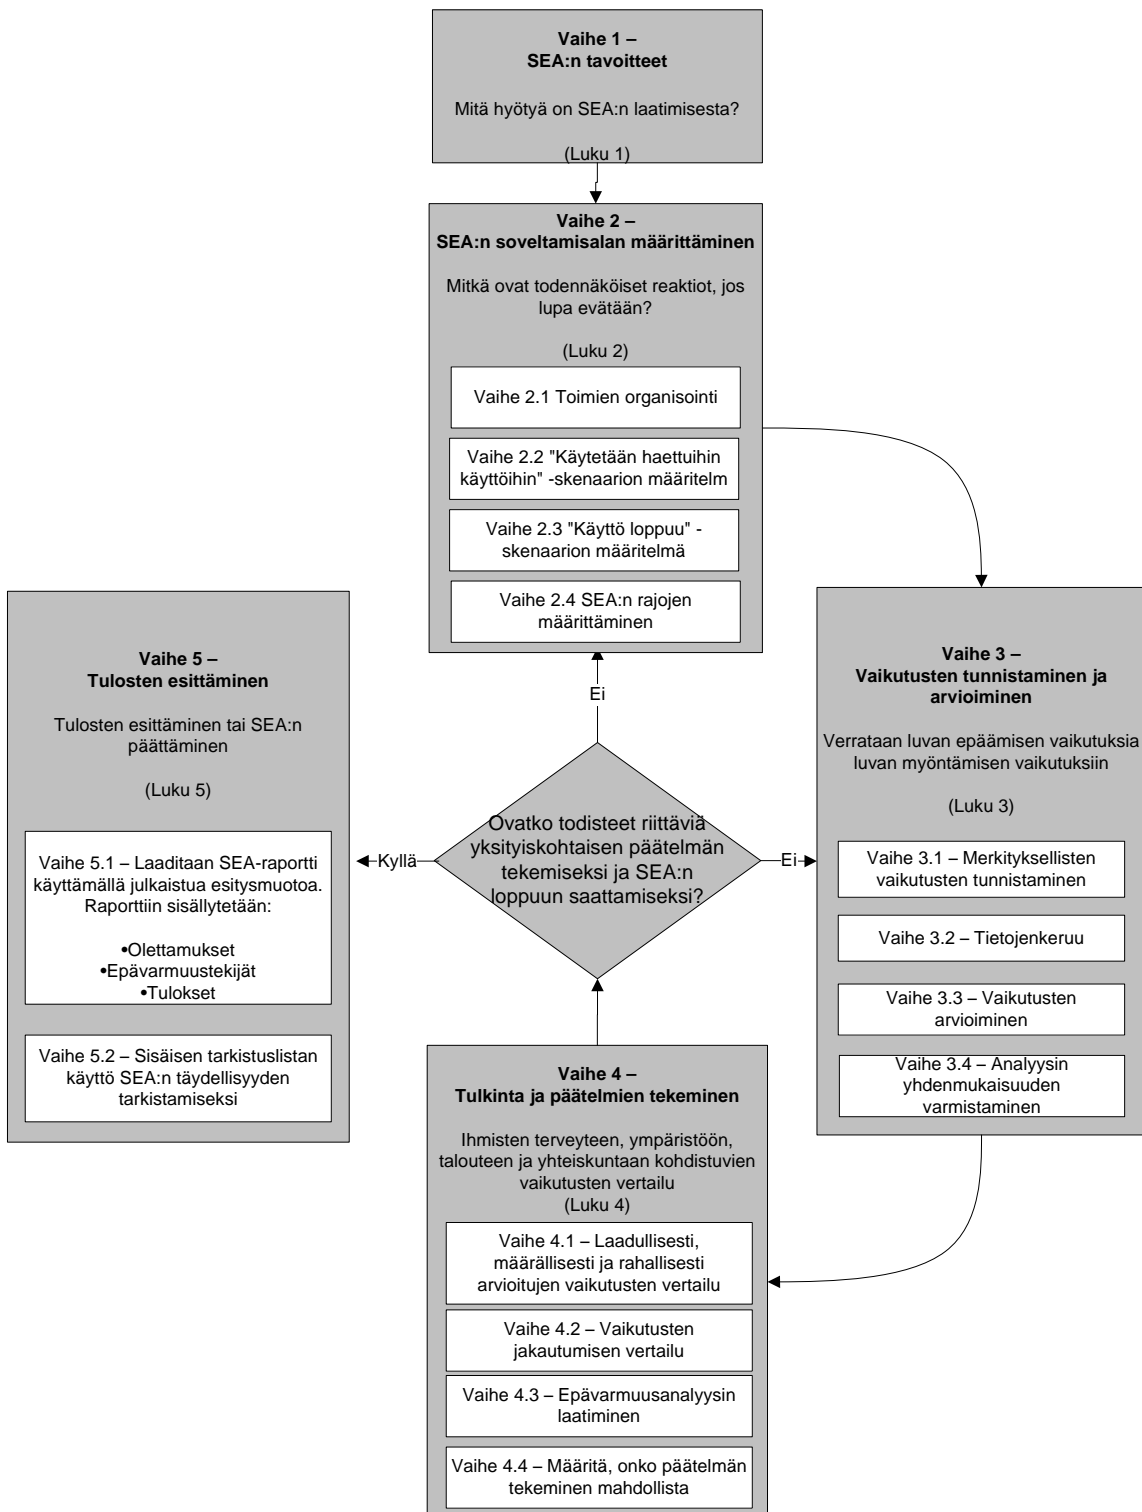 Vaihe 1 –
SEA:n tavoitteet
Mitä hyötyä on SEA:n laatimisesta?
(Luku 1)
Vaihe 2 –
SEA:n soveltamisalan määrittäminen
Mitkä ovat todennäköiset reaktiot, jos
lupa evätään?
(Luku 2)
Vaihe 2.1 Toimien organisointi
Vaihe 2.2 "Käytetään haettuihin
käyttöihin" -skenaarion määritelm
Vaihe 2.3 "Käyttö loppuu" -
skenaarion määritelmä
Vaihe 2.4 SEA:n rajojen
määrittäminen
Vaihe 3 –
Vaikutusten tunnistaminen ja
arvioiminen
Verrataan luvan epäämisen vaikutuksia
luvan myöntämisen vaikutuksiin
(Luku 3)
Vaihe 3.1 – Merkityksellisten
vaikutusten tunnistaminen
Vaihe 3.2 – Tietojenkeruu
Vaihe 3.3 – Vaikutusten
arvioiminen
Vaihe 3.4 – Analyysin
yhdenmukaisuuden
varmistaminen
Vaihe 4 –
Tulkinta ja päätelmien tekeminen
Ihmisten terveyteen, ympäristöön,
talouteen ja yhteiskuntaan kohdistuvien
vaikutusten vertailu
(Luku 4)
Vaihe 4.1 – Laadullisesti,
määrällisesti ja rahallisesti
arvioitujen vaikutusten vertailu
Vaihe 4.2 – Vaikutusten
jakautumisen vertailu
Vaihe 4.3 – Epävarmuusanalyysin
laatiminen
Vaihe 4.4 – Määritä, onko päätelmän
tekeminen mahdollista
Ovatko todisteet riittäviä
yksityiskohtaisen päätelmän
tekemiseksi ja SEA:n
loppuun saattamiseksi?
Ei
Ei
Kyllä
Vaihe 5 –
Tulosten esittäminen
Tulosten esittäminen tai SEA:n
päättäminen
(Luku 5)
Vaihe 5.1 – Laaditaan SEA-raportti
käyttämällä julkaistua esitysmuotoa.
Raporttiin sisällytetään:
•Olettamukset
•Epävarmuustekijät
•Tulokset
Vaihe 5.2 – Sisäisen tarkistuslistan
käyttö SEA:n täydellisyyden
tarkistamiseksi